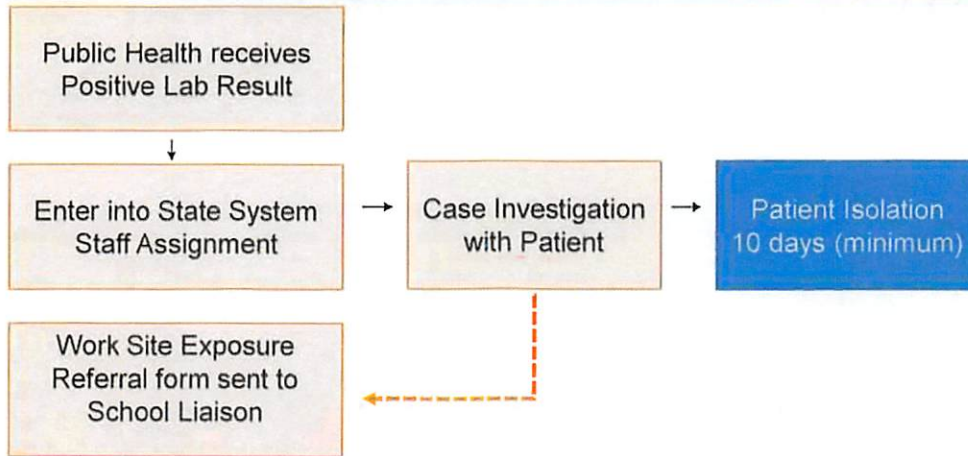 Public Health receives
Positive Lab Result
Enter into State System
Staff Assignment
Case Investigation
with Patient
Patient Isolation
10 days (minimum)
Work Site Exposure
Referral form sent to
School Liaison